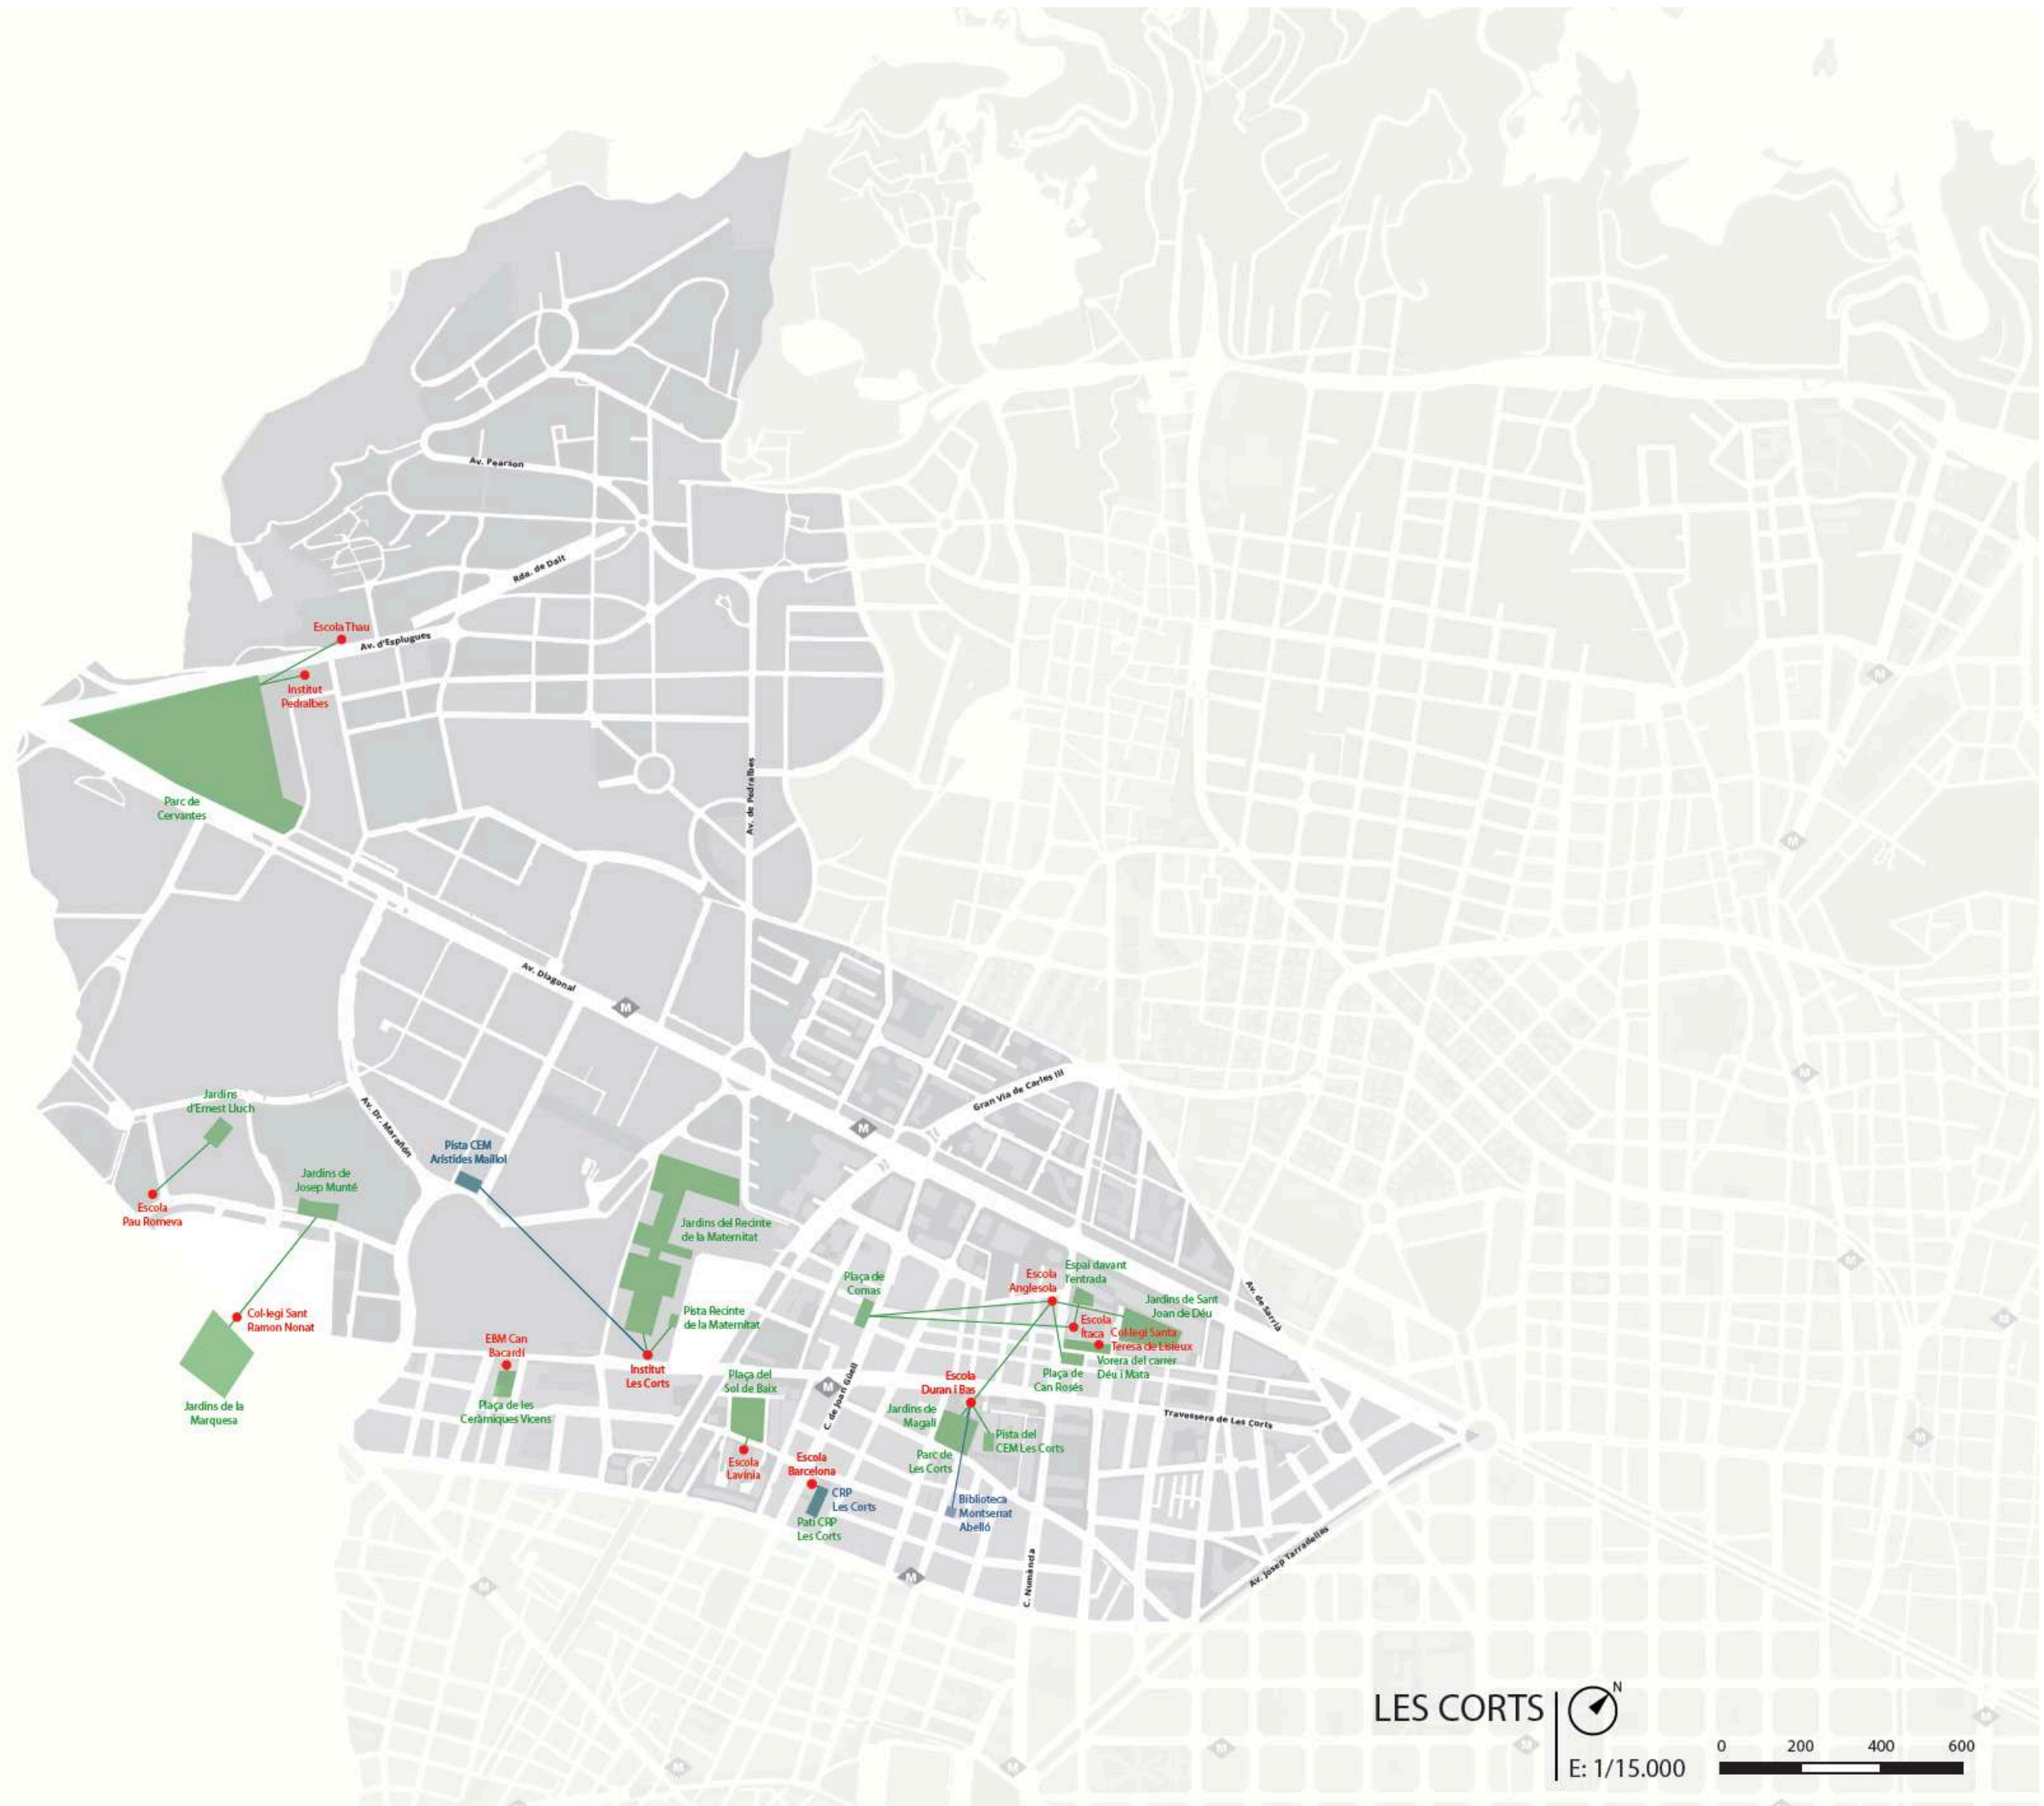 Av. Pearson
Rda. de Dalt
Escola Thau
Av. d'Esplugues
Institut
Pedralbes
Parc de
Cervantes
Av. de Pedralbes
Av. Diagonal
M
M
M
M
Gran Via de Carles III
Jardins
d'Ernest Lluch
Av. Dr. Marañón
Pista CEM
Arístides Maillol
Jardins de
Josep Munté
Escola
Pau Romeva
Jardins del Recinte
de la Maternitat
Plaça de
Comas
Escola
Anglesola
Espai davant
l'entrada
Jardins de Sant
Joan de Déu
Av. de Sarrià
Col·legi Sant
Ramon Nonat
Pista Recinte
de la Maternitat
Escola
Ítaca
Col·legi Santa
Teresa de Lisieux
Vorera del carrer
Déu i Mata
EBM Can
Bacardí
Institut
Les Corts
Plaça del
Sol de Baix
C. de Joan Güell
Escola
Duran i Bas
Plaça de
Can Rosés
Jardins de la
Marquesa
Plaça de les
Ceràmiques Vicens
Jardins de
Magalí
Travessera de Les Corts
Pista del
CEM Les Corts
Parc de
Les Corts
Escola
Lavínia
Escola
Barcelona
CRP
Les Corts
Pati CRP
Les Corts
Biblioteca
Montserrat
Abelló
C. Numància
Av. Josep Tarradellas
M
M
M
M
M
M
M
M
M
M
M
M
LES CORTS
N
E: 1/15.000
0 200 400 600